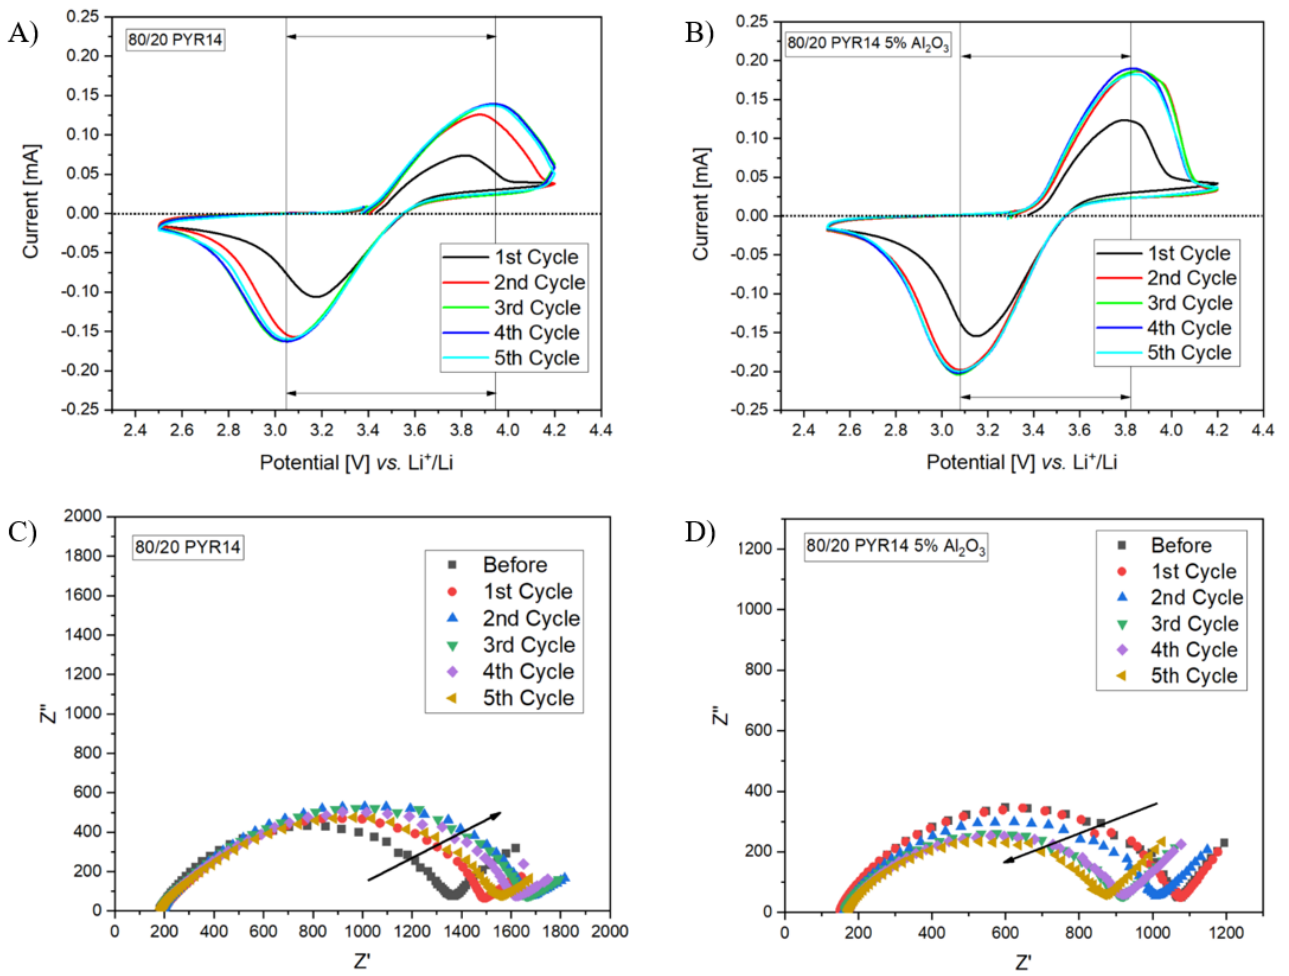 A)
80/20 PYR14
0.25
0.20
0.15
0.10
0.05
0.00
-0.05
-0.10
-0.15
-0.20
-0.25
Current [mA]
1st Cycle
2nd Cycle
3rd Cycle
4th Cycle
5th Cycle
2.4 2.6 2.8 3.0 3.2 3.4 3.6 3.8 4.0 4.2 4.4
Potential [V] vs. Li⁺/Li
B)
80/20 PYR14 5% Al₂O₃
0.25
0.20
0.15
0.10
0.05
0.00
-0.05
-0.10
-0.15
-0.20
-0.25
Current [mA]
1st Cycle
2nd Cycle
3rd Cycle
4th Cycle
5th Cycle
2.4 2.6 2.8 3.0 3.2 3.4 3.6 3.8 4.0 4.2 4.4
Potential [V] vs. Li⁺/Li
C)
80/20 PYR14
2000
1800
1600
1400
1200
1000
800
600
400
200
0
Z"
Before
1st Cycle
2nd Cycle
3rd Cycle
4th Cycle
5th Cycle
0 200 400 600 800 1000 1200 1400 1600 1800 2000
Z'
D)
80/20 PYR14 5% Al₂O₃
1200
1000
800
600
400
200
0
Z"
Before
1st Cycle
2nd Cycle
3rd Cycle
4th Cycle
5th Cycle
0 200 400 600 800 1000 1200
Z'